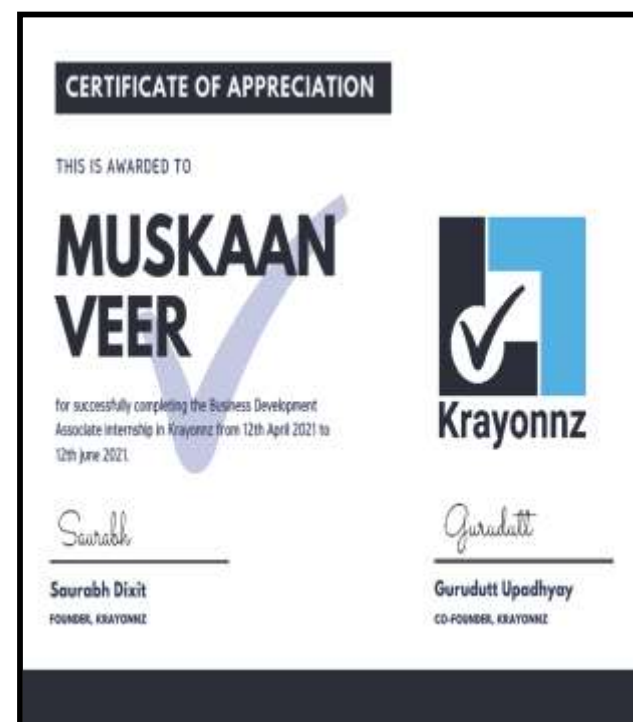 CERTIFICATE OF APPRECIATION
THIS IS AWARDED TO
MUSKAAN
VEER
for successfully completing the Business Development
Associate internship in Krayonnz from 12th April 2021 to
12th june 2021.
Krayonnz
Saurabh
Saurabh Dixit
FOUNDER, KRAYONNZ
Gurudutt
Gurudutt Upadhyay
CO-FOUNDER, KRAYONNZ